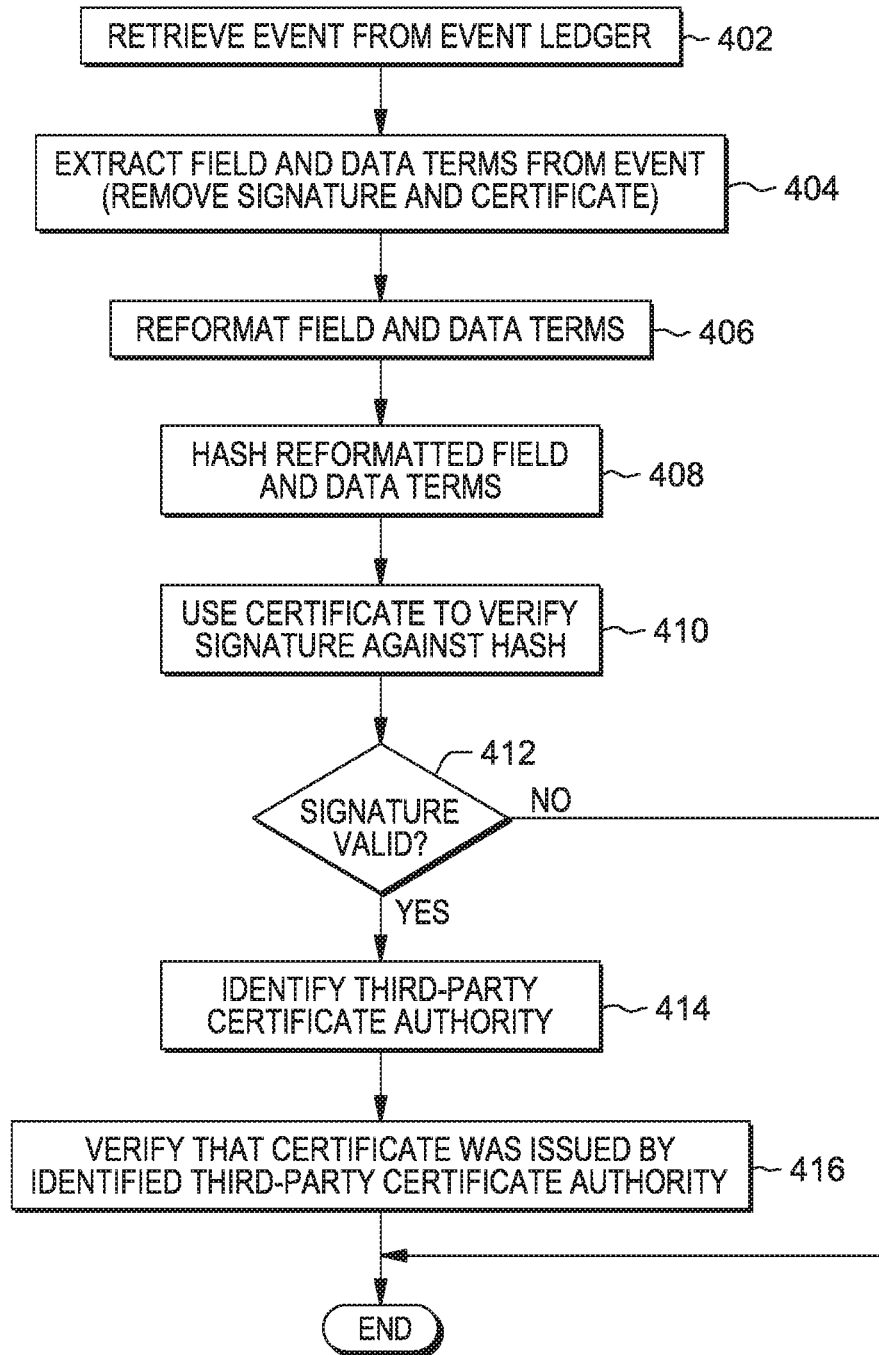 RETRIEVE EVENT FROM EVENT LEDGER
402
EXTRACT FIELD AND DATA TERMS FROM EVENT
(REMOVE SIGNATURE AND CERTIFICATE)
404
REFORMAT FIELD AND DATA TERMS
406
HASH REFORMATTED FIELD
AND DATA TERMS
408
USE CERTIFICATE TO VERIFY
SIGNATURE AGAINST HASH
410
412
SIGNATURE
VALID?
NO
YES
IDENTIFY THIRD-PARTY
CERTIFICATE AUTHORITY
414
VERIFY THAT CERTIFICATE WAS ISSUED BY
IDENTIFIED THIRD-PARTY CERTIFICATE AUTHORITY
416
END